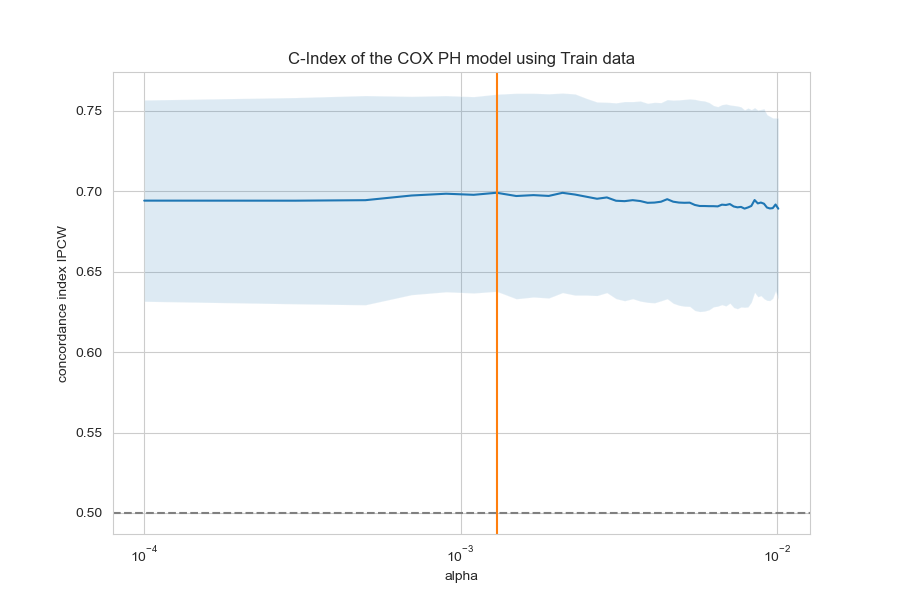 C-Index of the COX PH model using Train data
concordance index IPCW
0.75
0.70
0.65
0.60
0.55
0.50
10⁻⁴ 10⁻³ 10⁻²
alpha